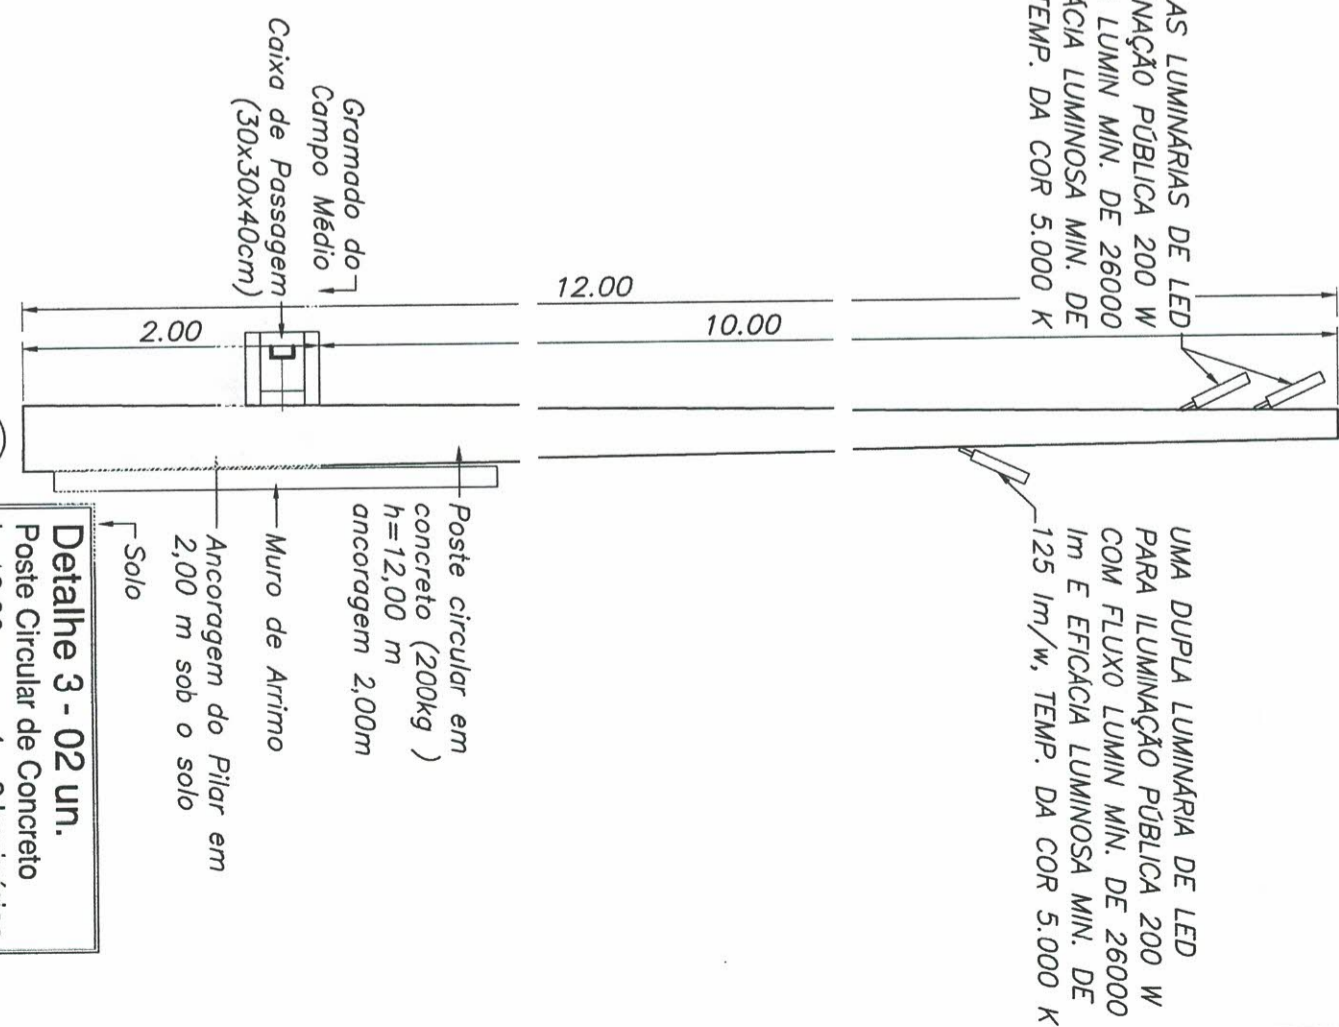 AS LUMINÁRIAS DE LED
NAÇÃO PÚBLICA 200 W
LUMIN MÍN. DE 26000
ÁCIA LUMINOSA MIN. DE
TEMP. DA COR 5.000 K
UMA DUPLA LUMINÁRIA DE LED
PARA ILUMINAÇÃO PÚBLICA 200 W
COM FLUXO LUMIN MÍN. DE 26000
lm E EFICÁCIA LUMINOSA MIN. DE
125 lm/w, TEMP. DA COR 5.000 K
12.00
10.00
2.00
Gramado do
Campo Médio
Caixa de Passagem
(30x30x40cm)
Poste circular em
concreto (200kg )
h=12,00 m
ancoragem 2,00m
Muro de Arrimo
Ancoragem do Pilar em
2,00 m sob o solo
Solo
Detalhe 3 - 02 un.
Poste Circular de Concreto